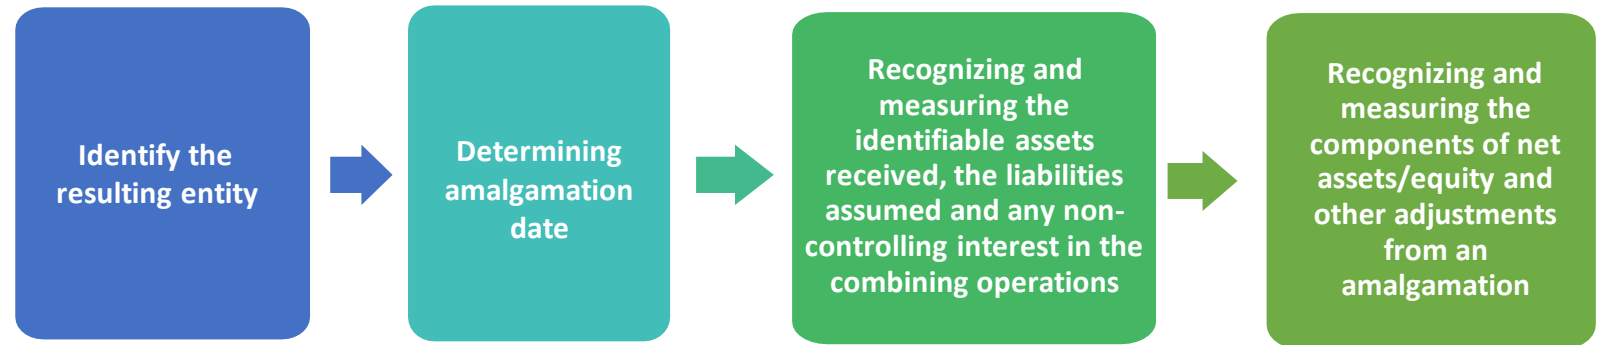 Identify the
resulting entity
Determining
amalgamation
date
Recognizing and
measuring the
identifiable assets
received, the liabilities
assumed and any non-
controlling interest in the
combining operations
Recognizing and
measuring the
components of net
assets/equity and
other adjustments
from an
amalgamation